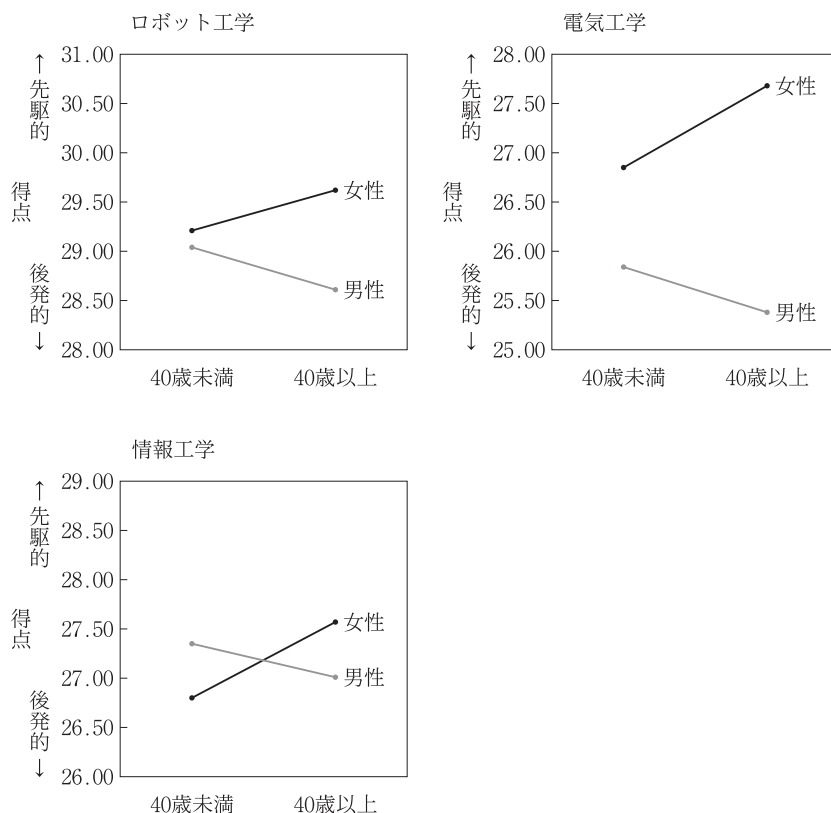 ロボット工学
↑先駆的
得点
後発的↓
31.00
30.50
30.00
29.50
29.00
28.50
28.00
女性
男性
40歳未満 40歳以上
電気工学
↑先駆的
得点
後発的↓
28.00
27.50
27.00
26.50
26.00
25.50
25.00
女性
男性
40歳未満 40歳以上
情報工学
↑先駆的
得点
後発的↓
29.00
28.50
28.00
27.50
27.00
26.50
26.00
女性
男性
40歳未満 40歳以上